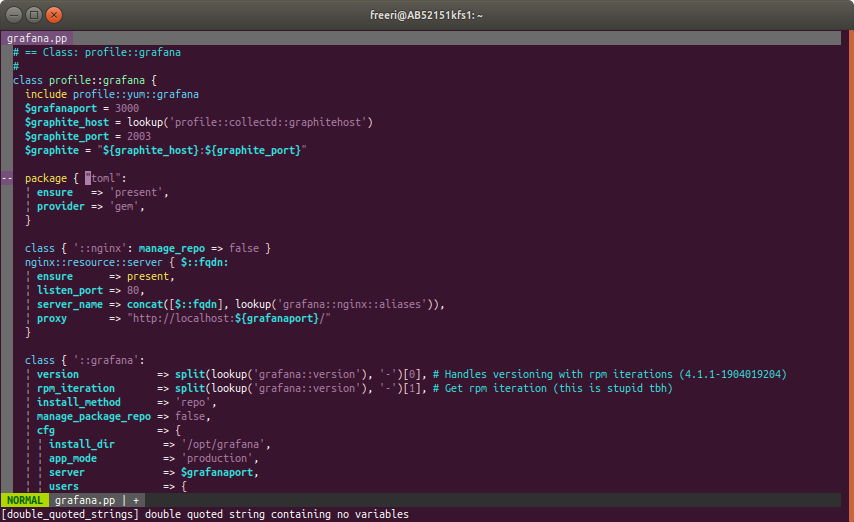 freeri@AB52151kfs1: ~
grafana.pp
# == Class: profile::grafana
#
class profile::grafana {
  include profile::yum::grafana
  $grafanaport = 3000
  $graphite_host = lookup('profile::collectd::graphitehost')
  $graphite_port = 2003
  $graphite = "${graphite_host}:${graphite_port}"

-- package { "toml":
  ¦ ensure   => 'present',
  ¦ provider => 'gem',
  }

  class { '::nginx': manage_repo => false }
  nginx::resource::server { $::fqdn:
  ¦ ensure      => present,
  ¦ listen_port => 80,
  ¦ server_name => concat([$::fqdn], lookup('grafana::nginx::aliases')),
  ¦ proxy       => "http://localhost:${grafanaport}/"
  }

  class { '::grafana':
  ¦ version             => split(lookup('grafana::version'), '-')[0], # Handles versioning with rpm iterations (4.1.1-1904019204)
  ¦ rpm_iteration       => split(lookup('grafana::version'), '-')[1], # Get rpm iteration (this is stupid tbh)
  ¦ install_method      => 'repo',
  ¦ manage_package_repo => false,
  ¦ cfg                 => {
  ¦ ¦ install_dir        => '/opt/grafana',
  ¦ ¦ app_mode           => 'production',
  ¦ ¦ server             => $grafanaport,
  ¦ ¦ users              => {
NORMAL grafana.pp | +
[double_quoted_strings] double quoted string containing no variables